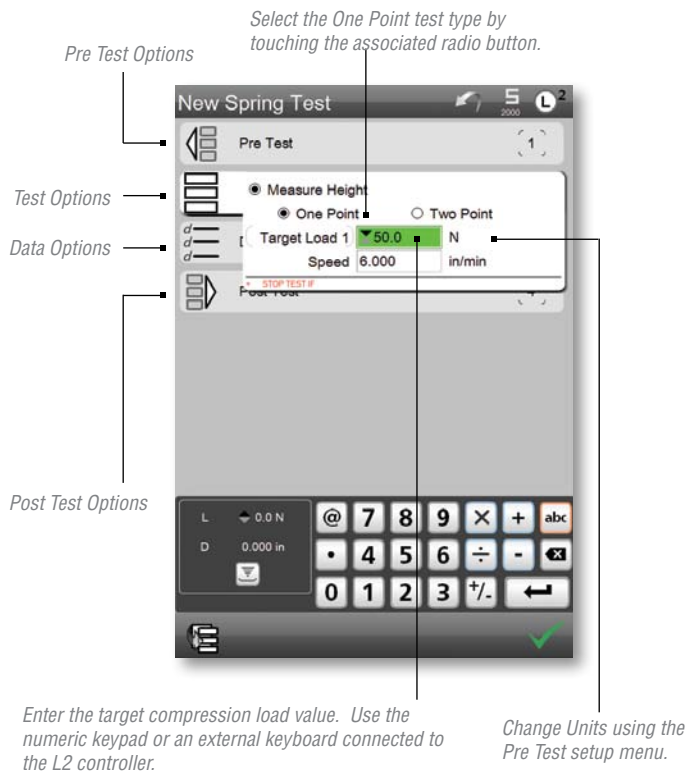 Select the One Point test type by
touching the associated radio button.
Pre Test Options
New Spring Test
5
2000
L2
Pre Test
1
Test Options
Measure Height
One Point
Two Point
Data Options
d
d
d
Target Load 1
50.0
N
Speed
6.000
in/min
* STOP TEST IF
Post Test
Post Test Options
L
0.0 N
D
0.000 in
@ 7 8 9 × + abc
• 4 5 6 ÷ -
0 1 2 3 +/-
Enter the target compression load value. Use the
numeric keypad or an external keyboard connected to
the L2 controller.
Change Units using the
Pre Test setup menu.